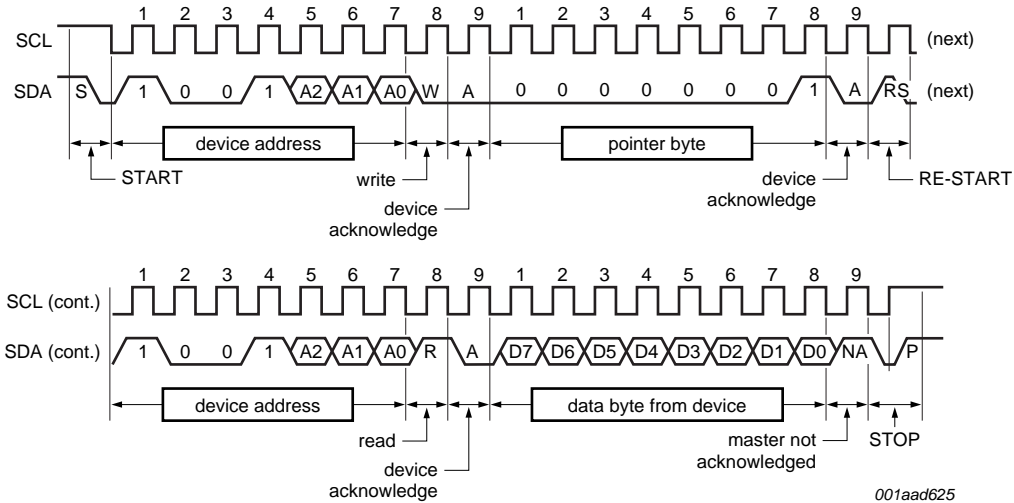 1 2 3 4 5 6 7 8 9 1 2 3 4 5 6 7 8 9
SCL (next)
SDA S 1 0 0 1 A2 A1 A0 W A 0 0 0 0 0 0 0 1 A RS (next)
device address pointer byte
START write device acknowledge device acknowledge RE-START
1 2 3 4 5 6 7 8 9 1 2 3 4 5 6 7 8 9
SCL (cont.)
SDA (cont.) 1 0 0 1 A2 A1 A0 R A D7 D6 D5 D4 D3 D2 D1 D0 NA P
device address data byte from device
read device acknowledge master not acknowledged STOP
001aad625